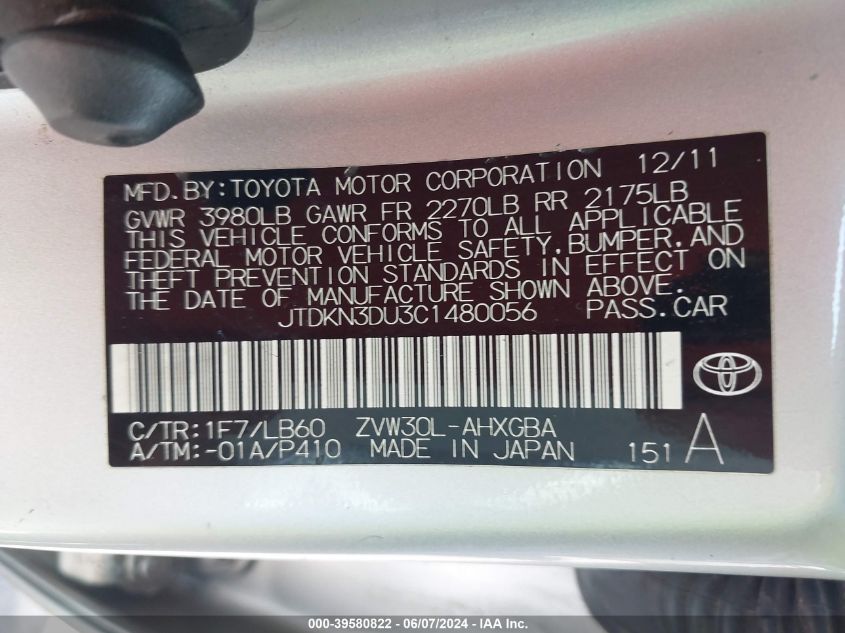 MFD.BY:TOYOTA MOTOR CORPORATION 12/11
GVWR 3980LB GAWR FR 2270LB RR 2175LB
THIS VEHICLE CONFORMS TO ALL APPLICABLE
FEDERAL MOTOR VEHICLE SAFETY,BUMPER,AND
THEFT PREVENTION STANDARDS IN EFFECT ON
THE DATE OF MANUFACTURE SHOWN ABOVE.
JTDKN3DU3C1480056 PASS.CAR
C/TR:1F7/LB60 ZVW30L-AHXGBA
A/TM:-01A/P410 MADE IN JAPAN 151 A
000-39580822 - 06/07/2024 - IAA, Inc.